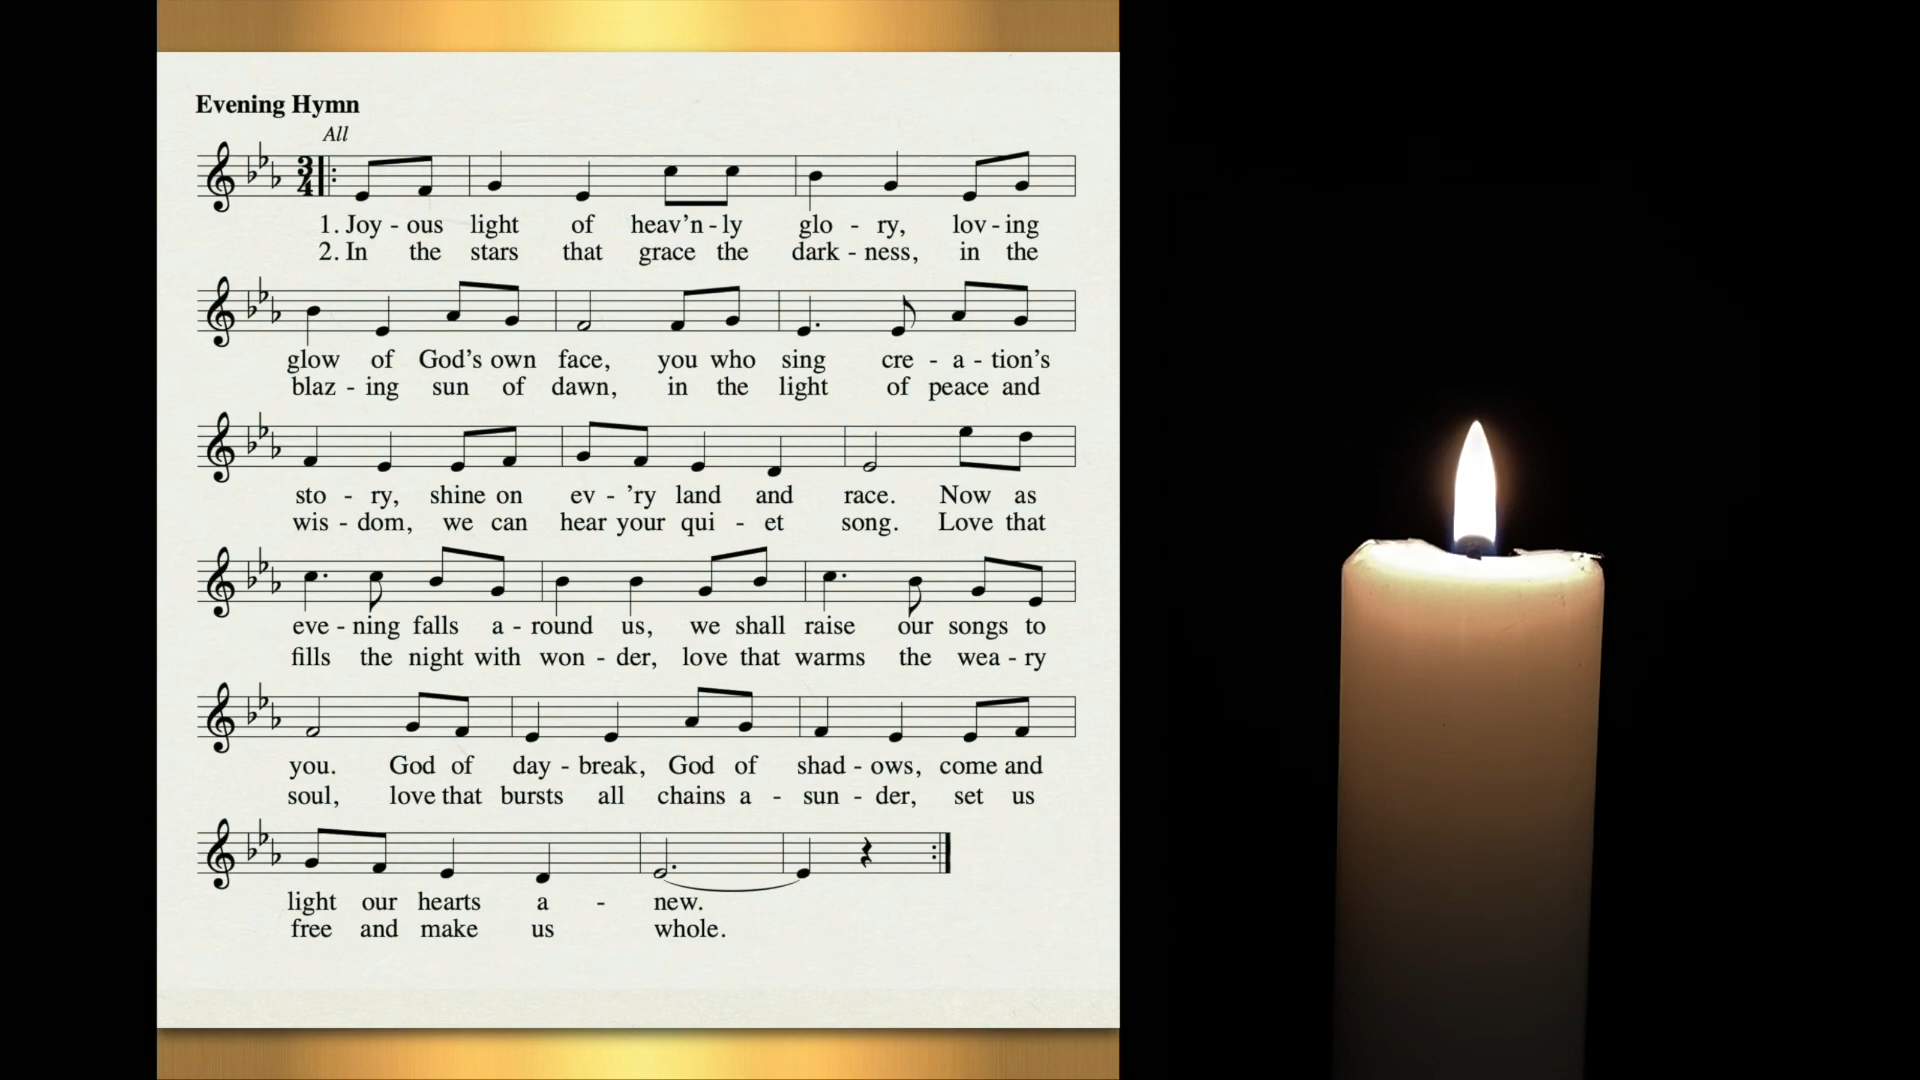 Evening Hymn
All
3
4
1. Joy - ous light of heav’n - ly glo - ry, lov - ing
2. In the stars that grace the dark - ness, in the
glow of God’s own face, you who sing cre - a - tion’s
blaz - ing sun of dawn, in the light of peace and
sto - ry, shine on ev - ’ry land and race. Now as
wis - dom, we can hear your qui - et song. Love that
eve - ning falls a - round us, we shall raise our songs to
fills the night with won - der, love that warms the wea - ry
you. God of day - break, God of shad - ows, come and
soul, love that bursts all chains a - sun - der, set us
light our hearts a - new.
free and make us whole.